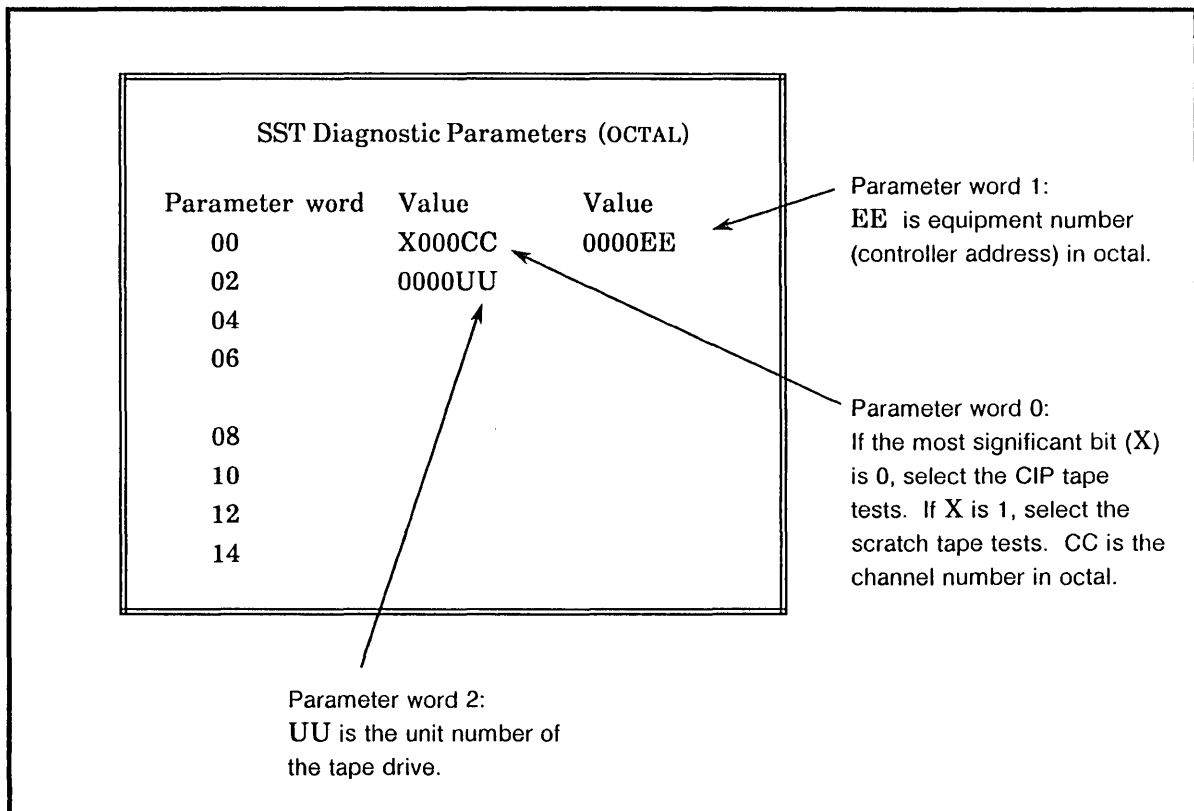 SST Diagnostic Parameters (OCTAL)
Parameter word Value Value
00 X000CC 0000EE
02 0000UU
04
06
08
10
12
14
Parameter word 1:
EE is equipment number
(controller address) in octal.
Parameter word 0:
If the most significant bit (X)
is 0, select the CIP tape
tests. If X is 1, select the
scratch tape tests. CC is the
channel number in octal.
Parameter word 2:
UU is the unit number of
the tape drive.